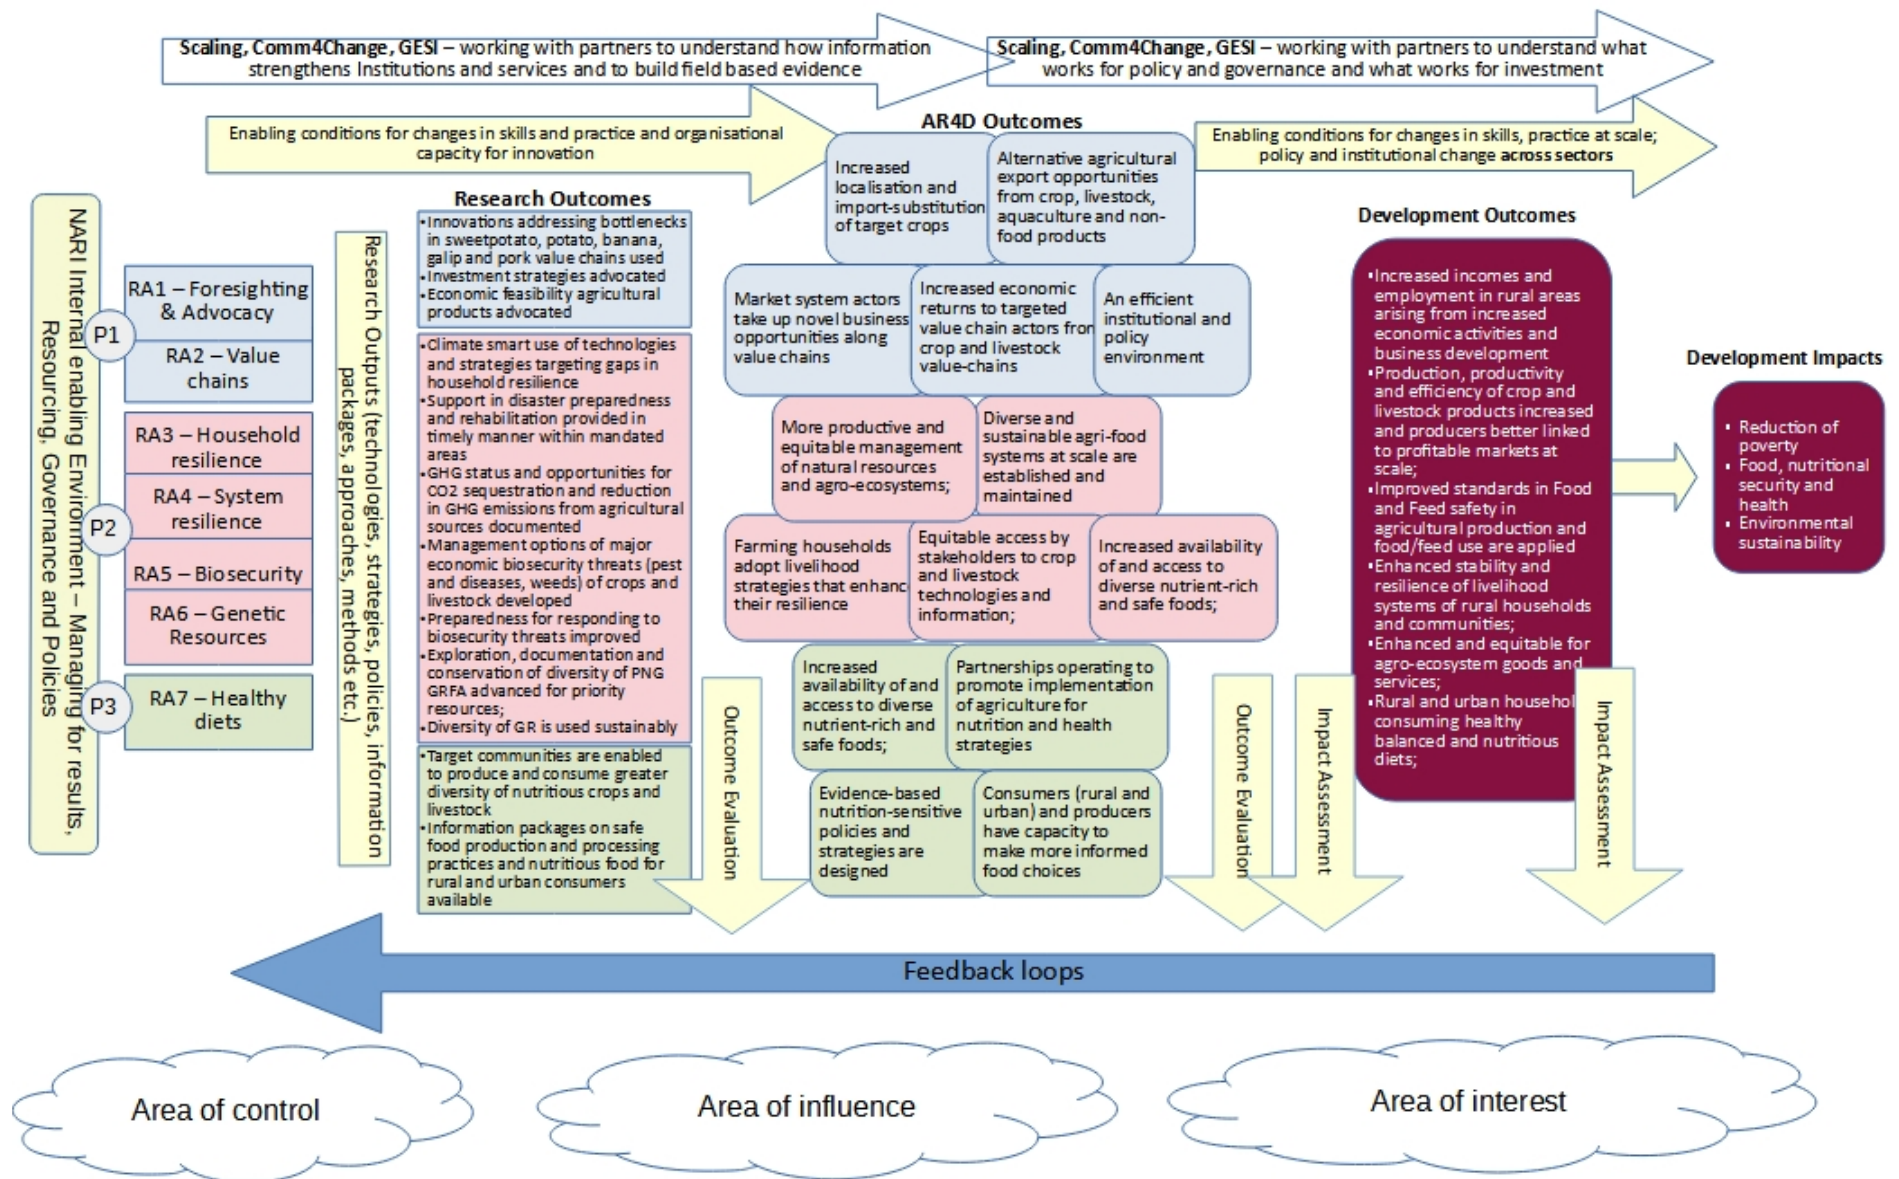 Scaling, Comm4Change, GESI – working with partners to understand how information
strengthens Institutions and services and to build field based evidence
Scaling, Comm4Change, GESI – working with partners to understand what
works for policy and governance and what works for investment
Enabling conditions for changes in skills and practice and organisational
capacity for innovation
Enabling conditions for changes in skills, practice at scale;
policy and institutional change across sectors
NARI Internal enabling Environment – Managing for results,
Resourcing, Governance and Policies
P1
P2
P3
RA1 – Foresighting
& Advocacy
RA2 – Value
chains
RA3 – Household
resilience
RA4 – System
resilience
RA5 – Biosecurity
RA6 – Genetic
Resources
RA7 – Healthy
diets
Research Outputs (technologies, strategies, policies, information
packages, approaches, methods etc.)
Research Outcomes
•Innovations addressing bottlenecks
in sweetpotato, potato, banana,
galip and pork value chains used
•Investment strategies advocated
•Economic feasibility agricultural
products advocated
•Climate smart use of technologies
and strategies targeting gaps in
household resilience
•Support in disaster preparedness
and rehabilitation provided in
timely manner within mandated
areas
•GHG status and opportunities for
CO2 sequestration and reduction
in GHG emissions from agricultural
sources documented
•Management options of major
economic biosecurity threats (pest
and diseases, weeds) of crops and
livestock developed
•Preparedness for responding to
biosecurity threats improved
•Exploration, documentation and
conservation of diversity of PNG
GRFA advanced for priority
resources;
•Diversity of GR is used sustainably
•Target communities are enabled
to produce and consume greater
diversity of nutritious crops and
livestock
•Information packages on safe
food production and processing
practices and nutritious food for
rural and urban consumers
available
Outcome Evaluation
AR4D Outcomes
Increased
localisation and
import-substitution
of target crops
Alternative agricultural
export opportunities
from crop, livestock,
aquaculture and non-
food products
Market system actors
take up novel business
opportunities along
value chains
Increased economic
returns to targeted
value chain actors from
crop and livestock
value-chains
An efficient
institutional and
policy
environment
More productive and
equitable management
of natural resources
and agro-ecosystems;
Diverse and
sustainable agri-food
systems at scale are
established and
maintained
Farming households
adopt livelihood
strategies that enhanc
their resilience
Equitable access by
stakeholders to crop
and livestock
technologies and
information;
Increased availability
of and access to
diverse nutrient-rich
and safe foods;
Increased
availability of and
access to diverse
nutrient-rich and
safe foods;
Partnerships operating to
promote implementation
of agriculture for
nutrition and health
strategies
Evidence-based
nutrition-sensitive
policies and
strategies are
designed
Consumers (rural and
urban) and producers
have capacity to
make more informed
food choices
Outcome Evaluation
Impact Assessment
Development Outcomes
▪Increased incomes and
employment in rural areas
arising from increased
economic activities and
business development
▪Production, productivity
and efficiency of crop and
livestock products increased
and producers better linked
to profitable markets at
scale;
▪Improved standards in Food
and Feed safety in
agricultural production and
food/feed use are applied
▪Enhanced stability and
resilience of livelihood
systems of rural households
and communities;
▪Enhanced and equitable for
agro-ecosystem goods and
services;
▪Rural and urban househol
consuming healthy
balanced and nutritious
diets;
Impact Assessment
Development Impacts
▪ Reduction of
poverty
▪ Food, nutritional
security and
health
▪ Environmental
sustainability
Feedback loops
Area of control
Area of influence
Area of interest